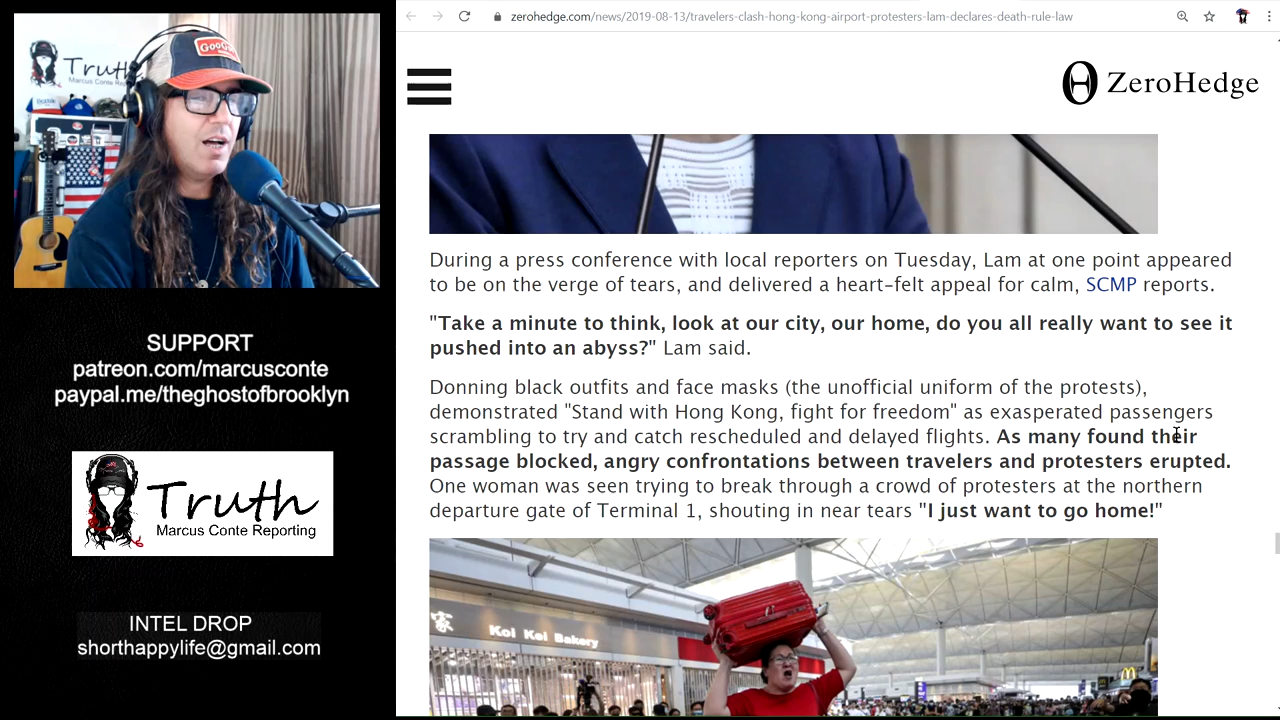 GooGu
Truth
Marcus Conte Rep
SUPPORT
patreon.com/marcusconte
paypal.me/theghostofbrooklyn
Truth
Marcus Conte Reporting
INTEL DROP
shorthappylife@gmail.com
zerohedge.com/news/2019-08-13/travelers-clash-hong-kong-airport-protesters-lam-declares-death-rule-law
ZeroHedge
During a press conference with local reporters on Tuesday, Lam at one point appeared
to be on the verge of tears, and delivered a heart-felt appeal for calm, SCMP reports.
"Take a minute to think, look at our city, our home, do you all really want to see it
pushed into an abyss?" Lam said.
Donning black outfits and face masks (the unofficial uniform of the protests),
demonstrated "Stand with Hong Kong, fight for freedom" as exasperated passengers
scrambling to try and catch rescheduled and delayed flights. As many found their
passage blocked, angry confrontations between travelers and protesters erupted.
One woman was seen trying to break through a crowd of protesters at the northern
departure gate of Terminal 1, shouting in near tears "I just want to go home!"
家 Koi Kei Bakery